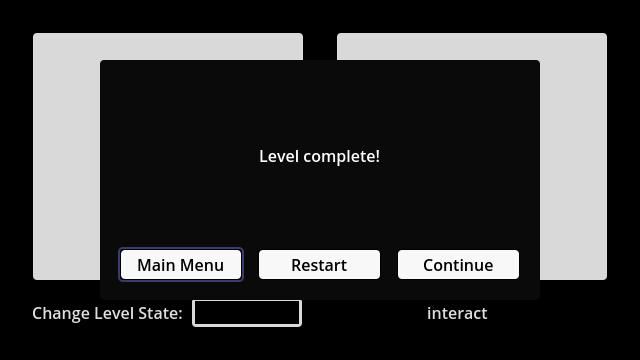 Level complete!
Main Menu
Restart
Continue
Change Level State:
interact